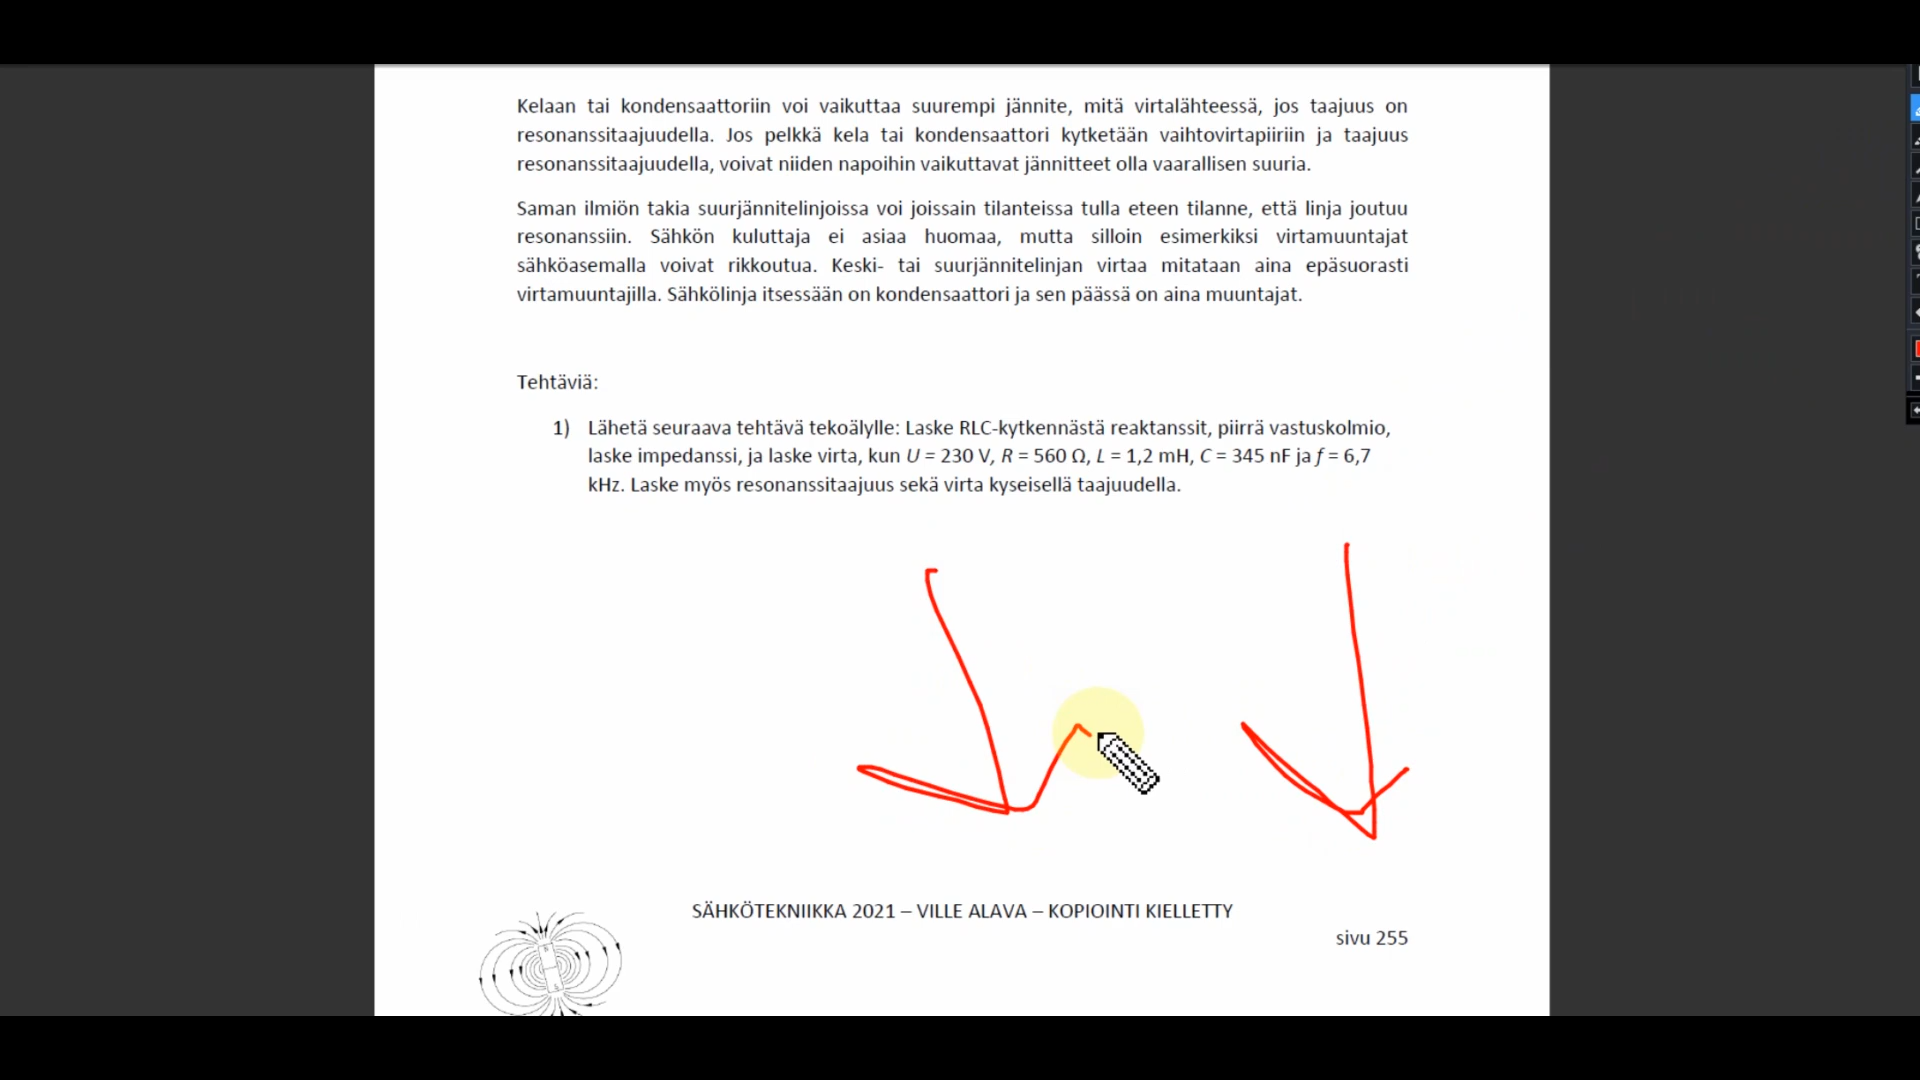 Kelaan tai kondensaattoriin voi vaikuttaa suurempi jännite, mitä virtalähteessä, jos taajuus on
resonanssitaajuudella. Jos pelkkä kela tai kondensaattori kytketään vaihtovirtapiiriin ja taajuus
resonanssitaajuudella, voivat niiden napoihin vaikuttavat jännitteet olla vaarallisen suuria.
Saman ilmiön takia suurjännitelinjoissa voi joissain tilanteissa tulla eteen tilanne, että linja joutuu
resonanssiin. Sähkön kuluttaja ei asiaa huomaa, mutta silloin esimerkiksi virtamuuntajat
sähköasemalla voivat rikkoutua. Keski- tai suurjännitelinjan virtaa mitataan aina epäsuorasti
virtamuuntajilla. Sähkölinja itsessään on kondensaattori ja sen päässä on aina muuntajat.
Tehtäviä:
1) Lähetä seuraava tehtävä tekoälylle: Laske RLC-kytkennästä reaktanssit, piirrä vastuskolmio,
laske impedanssi, ja laske virta, kun U = 230 V, R = 560 Ω, L = 1,2 mH, C = 345 nF ja f = 6,7
kHz. Laske myös resonanssitaajuus sekä virta kyseisellä taajuudella.
SÄHKÖTEKNIIKKA 2021 – VILLE ALAVA – KOPIOINTI KIELLETTY
sivu 255